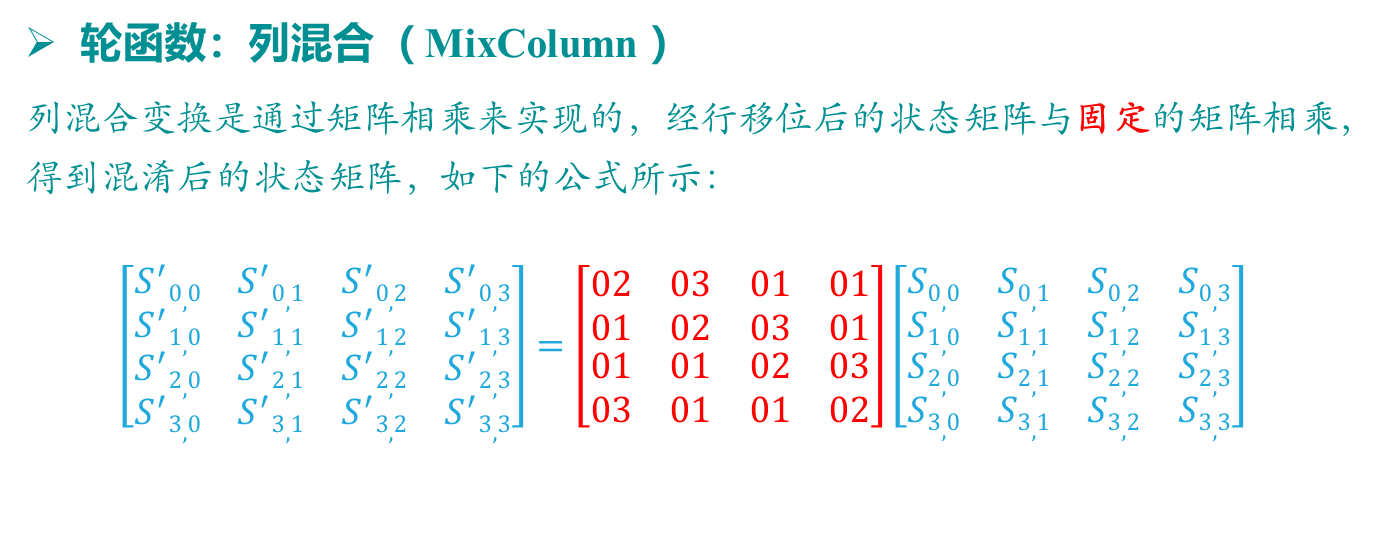 ➢ 轮函数：列混合（MixColumn）
列混合变换是通过矩阵相乘来实现的，经行移位后的状态矩阵与固定的矩阵相乘，
得到混淆后的状态矩阵，如下的公式所示：
[S′0,0 S′0,1 S′0,2 S′0,3] [02 03 01 01] [S0,0 S0,1 S0,2 S0,3]
[S′1,0 S′1,1 S′1,2 S′1,3] = [01 02 03 01] [S1,0 S1,1 S1,2 S1,3]
[S′2,0 S′2,1 S′2,2 S′2,3] [01 01 02 03] [S2,0 S2,1 S2,2 S2,3]
[S′3,0 S′3,1 S′3,2 S′3,3] [03 01 01 02] [S3,0 S3,1 S3,2 S3,3]